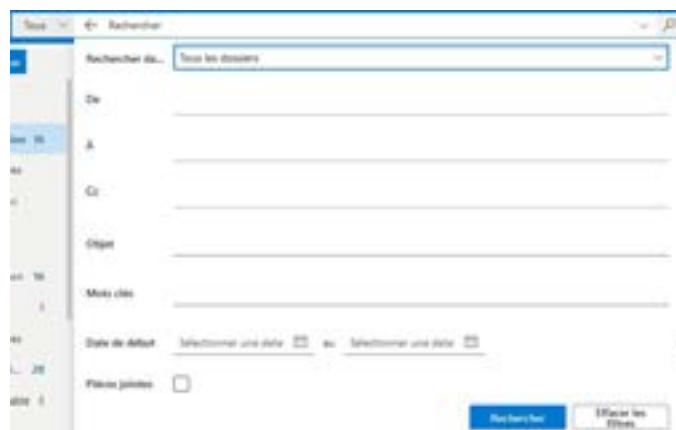 Tous Rechercher
Rechercher da... Tous les dossiers
De
À
Cc
Objet
Mots clés
Date de début Sélectionner une date au Sélectionner une date
Pièces jointes
Rechercher Effacer les
filtres